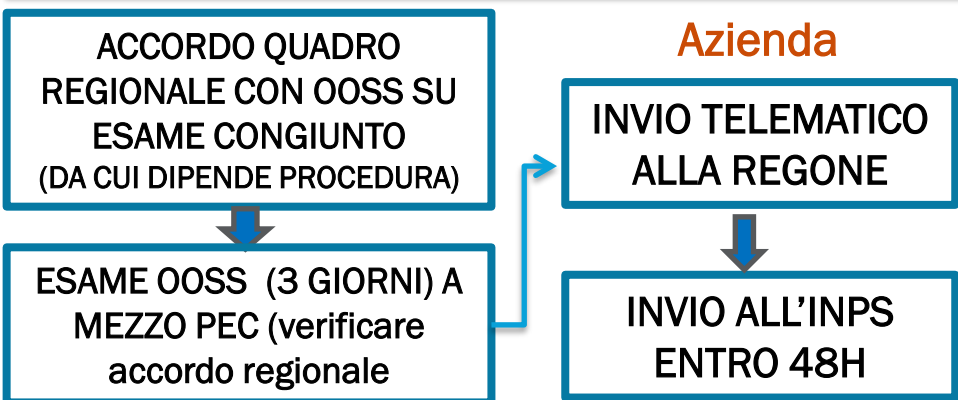 ACCORDO QUADRO
REGIONALE CON OOSS SU
ESAME CONGIUNTO
(DA CUI DIPENDE PROCEDURA)
ESAME OOSS (3 GIORNI) A
MEZZO PEC (verificare
accordo regionale
Azienda
INVIO TELEMATICO
ALLA REGONE
INVIO ALL'INPS
ENTRO 48H